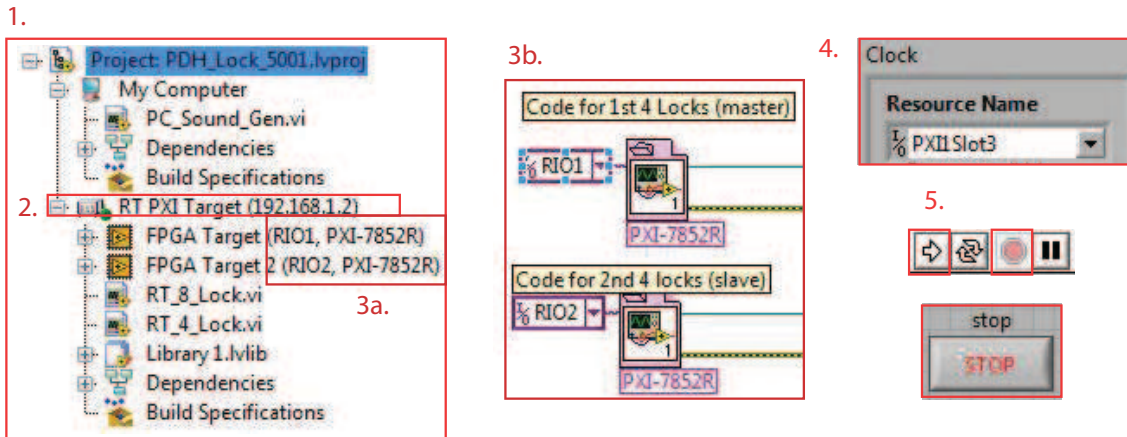 1.
Project: PDH_Lock_5001.lvproj
My Computer
PC_Sound_Gen.vi
Dependencies
Build Specifications
2.
RT PXI Target (192.168.1.2)
FPGA Target (RIO1, PXI-7852R)
FPGA Target 2 (RIO2, PXI-7852R)
3a.
RT_8_Lock.vi
RT_4_Lock.vi
Library 1.lvlib
Dependencies
Build Specifications
3b.
Code for 1st 4 Locks (master)
RIO1
1
PXI-7852R
Code for 2nd 4 locks (slave)
RIO2
1
PXI-7852R
4.
Clock
Resource Name
I/O PXI1Slot3
5.
stop
STOP